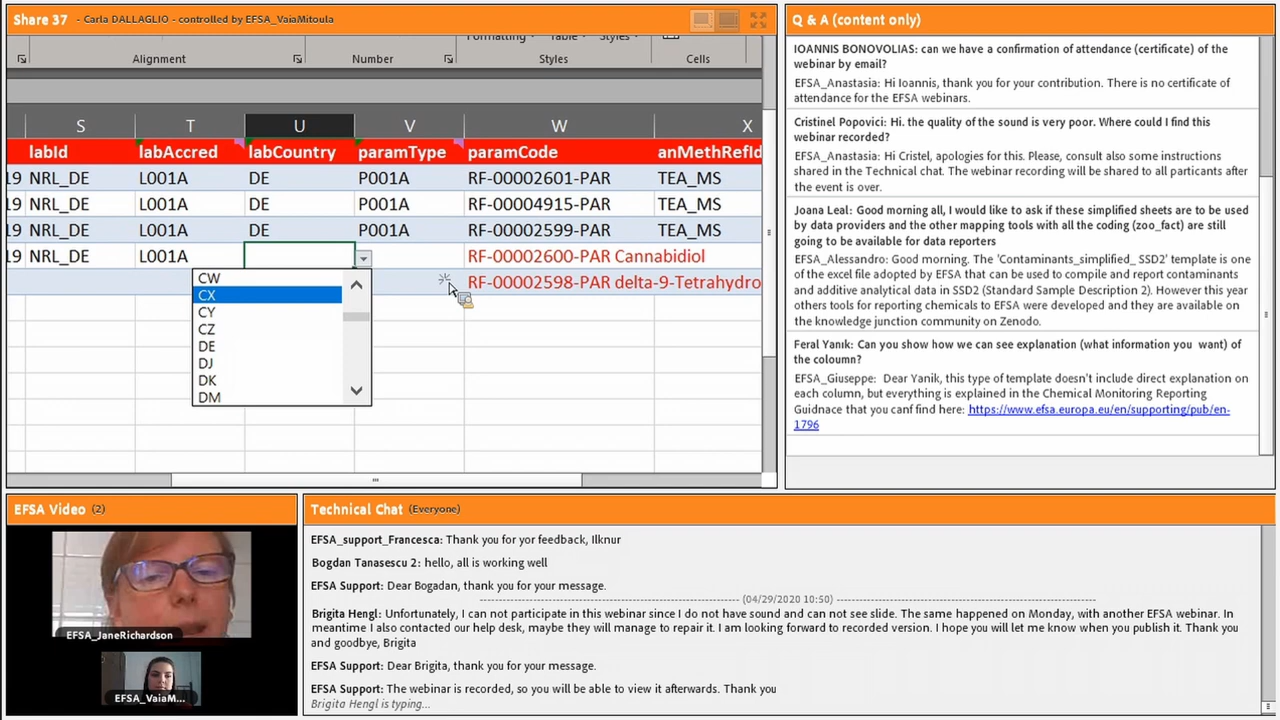 Share 37 - Carla DALLAGLIO - controlled by EFSA_VaiaMitoula
Formatting Table Styles
Alignment Number Styles Cells
S T U V W X
labId labAccred labCountry paramType paramCode anMethRefId
19 NRL_DE L001A DE P001A RF-00002601-PAR TEA_MS
NRL_DE L001A DE P001A RF-00004915-PAR TEA_MS
19 NRL_DE L001A DE P001A RF-00002599-PAR TEA_MS
19 NRL_DE L001A RF-00002600-PAR Cannabidiol
RF-00002598-PAR delta-9-Tetrahydro
CW
CX
CY
CZ
DE
DJ
DK
DM
Q & A (content only)
IOANNIS BONOVOLIAS: can we have a confirmation of attendance (certificate) of the
webinar by email?
EFSA_Anastasia: Hi Ioannis, thank you for your contribution. There is no certificate of
attendance for the EFSA webinars.
Cristinel Popovici: Hi. the quality of the sound is very poor. Where could I find this
webinar recorded?
EFSA_Anastasia: Hi Cristel, apologies for this. Please, consult also some instructions
shared in the Technical chat. The webinar recording will be shared to all particants after
the event is over.
Joana Leal: Good morning all, I would like to ask if these simplified sheets are to be used
by data providers and the other mapping tools with all the coding (zoo_fact) are still
going to be available for data reporters
EFSA_Alessandro: Good morning. The 'Contaminants_simplified_ SSD2' template is one
of the excel file adopted by EFSA that can be used to compile and report contaminants
and additive analytical data in SSD2 (Standard Sample Description 2). However this year
others tools for reporting chemicals to EFSA were developed and they are available on
the knowledge junction community on Zenodo.
Feral Yanık: Can you show how we can see explanation (what information you want) of
the coloumn?
EFSA_Giuseppe: Dear Yanik, this type of template doesn't include direct explanation on
each column, but everything is explained in the Chemical Monitoring Reporting
Guidnace that you canf find here: https://www.efsa.europa.eu/en/supporting/pub/en-
1796
EFSA Video (2)
EFSA_JaneRichardson
EFSA_VaiaM...
Technical Chat (Everyone)
EFSA_support_Francesca: Thank you for yor feedback, Ilknur
Bogdan Tanasescu 2: hello, all is working well
EFSA Support: Dear Bogadan, thank you for your message.
(04/29/2020 10:50)
Brigita Hengl: Unfortunately, I can not participate in this webinar since I do not have sound and can not see slide. The same happened on Monday, with another EFSA webinar. In
meantime I also contacted our help desk, maybe they will manage to repair it. I am looking forward to recorded version. I hope you will let me know when you publish it. Thank you
and goodbye, Brigita
EFSA Support: Dear Brigita, thank you for your message.
EFSA Support: The webinar is recorded, so you will be able to view it afterwards. Thank you
Brigita Hengl is typing...